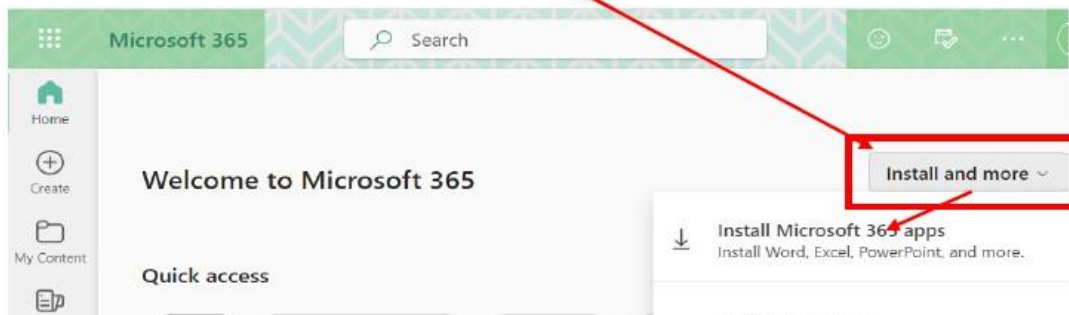 Microsoft 365
Search
Home
Create
My Content
Welcome to Microsoft 365
Install and more
Install Microsoft 365 apps
Install Word, Excel, PowerPoint, and more.
Quick access